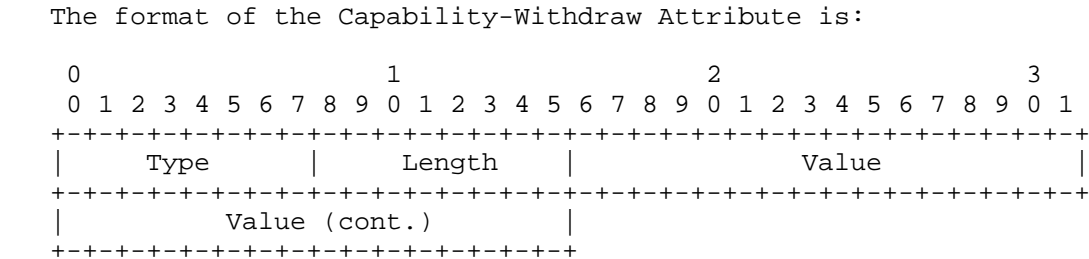 The format of the Capability-Withdraw Attribute is:
0                   1                   2                   3
0 1 2 3 4 5 6 7 8 9 0 1 2 3 4 5 6 7 8 9 0 1 2 3 4 5 6 7 8 9 0 1
+-+-+-+-+-+-+-+-+-+-+-+-+-+-+-+-+-+-+-+-+-+-+-+-+-+-+-+-+-+-+-+-+
|     Type      |     Length    |              Value            |
+-+-+-+-+-+-+-+-+-+-+-+-+-+-+-+-+-+-+-+-+-+-+-+-+-+-+-+-+-+-+-+-+
|          Value (cont.)        |
+-+-+-+-+-+-+-+-+-+-+-+-+-+-+-+-+